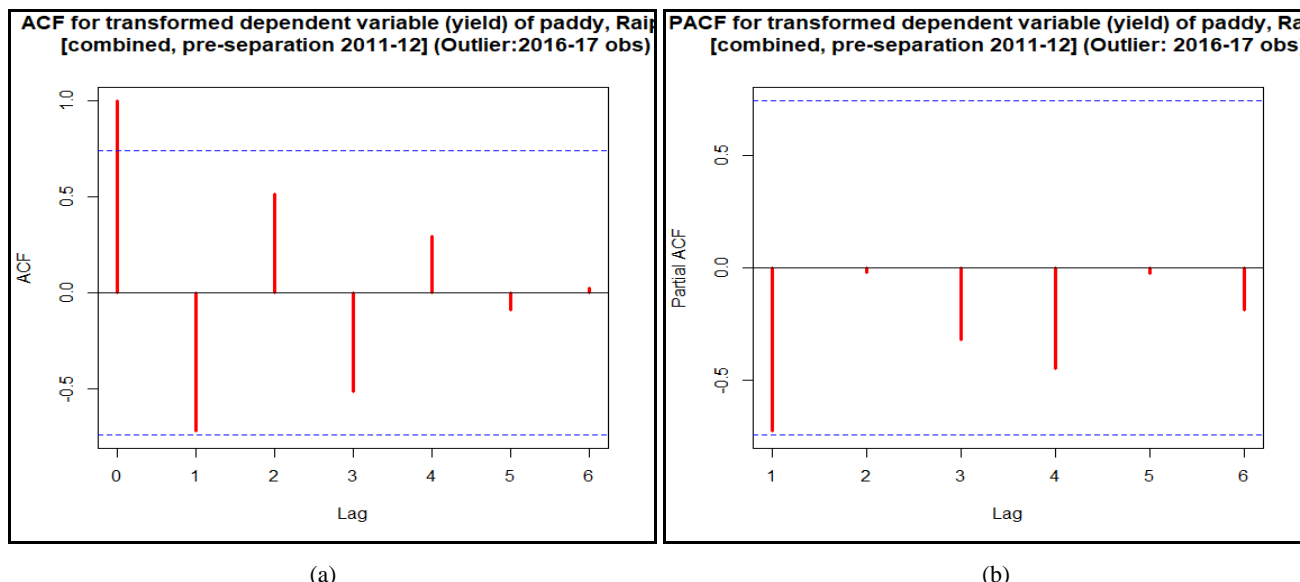 ACF for transformed dependent variable (yield) of paddy, Raip
[combined, pre-separation 2011-12] (Outlier:2016-17 obs)
1.0
0.5
0.0
-0.5
ACF
0
1
2
3
4
5
6
Lag
(a)
PACF for transformed dependent variable (yield) of paddy, Ra
[combined, pre-separation 2011-12] (Outlier: 2016-17 obs
0.5
0.0
-0.5
Partial ACF
1
2
3
4
5
6
Lag
(b)